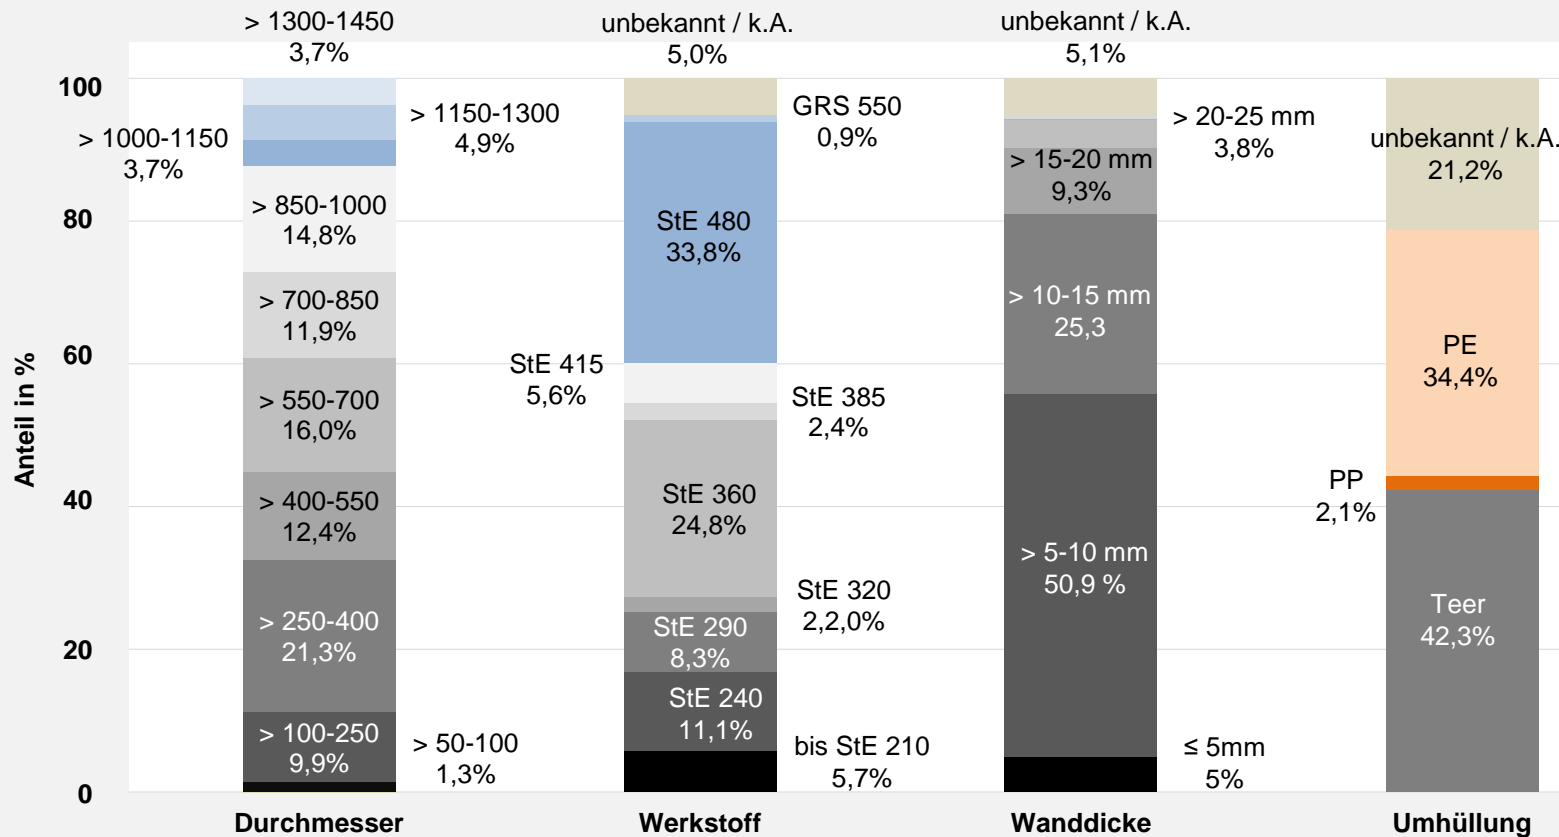 > 1300-1450
3,7%
unbekannt / k.A.
5,0%
unbekannt / k.A.
5,1%
Anteil in %
100
80
60
40
20
0
> 1150-1300
4,9%
> 1000-1150
3,7%
> 850-1000
14,8%
> 700-850
11,9%
> 550-700
16,0%
> 400-550
12,4%
> 250-400
21,3%
> 100-250
9,9%
> 50-100
1,3%
GRS 550
0,9%
StE 480
33,8%
StE 415
5,6%
StE 385
2,4%
StE 360
24,8%
StE 320
2,2,0%
StE 290
8,3%
StE 240
11,1%
bis StE 210
5,7%
> 20-25 mm
3,8%
> 15-20 mm
9,3%
> 10-15 mm
25,3
> 5-10 mm
50,9 %
≤ 5mm
5%
unbekannt / k.A.
21,2%
PE
34,4%
PP
2,1%
Teer
42,3%
Durchmesser
Werkstoff
Wanddicke
Umhüllung